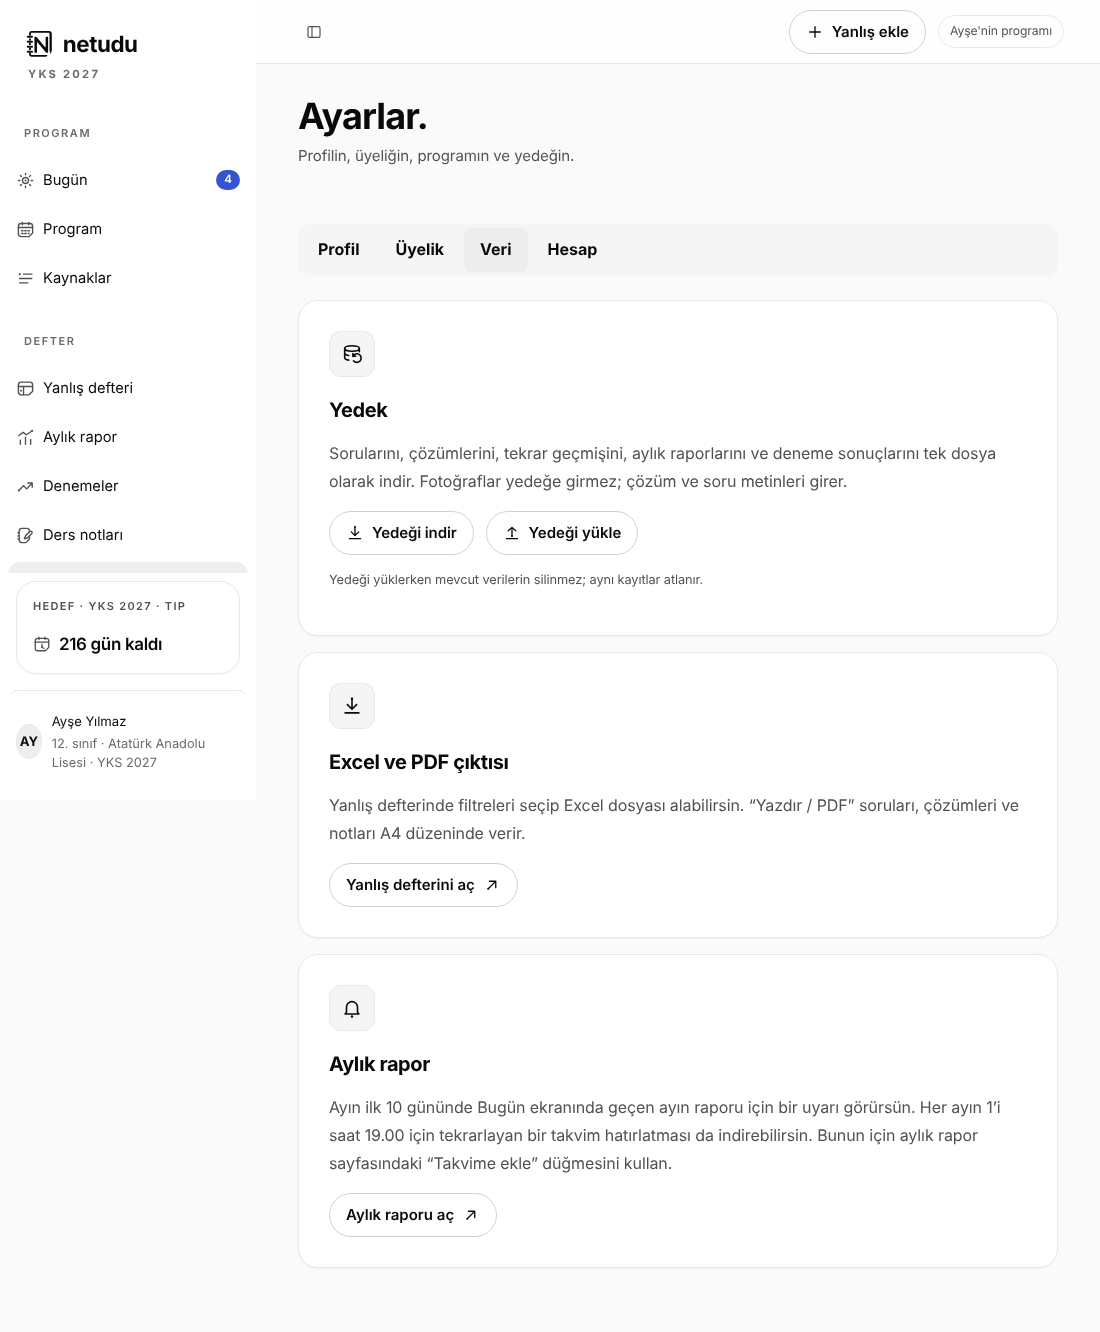 netudu
YKS 2027
PROGRAM
Bugün
4
Program
Kaynaklar
DEFTER
Yanlış defteri
Aylık rapor
Denemeler
Ders notları
HEDEF · YKS 2027 · TIP
216 gün kaldı
AY
Ayşe Yılmaz
12. sınıf · Atatürk Anadolu
Lisesi · YKS 2027
Yanlış ekle
Ayşe'nin programı
Ayarlar.
Profilin, üyeliğin, programın ve yedeğin.
Profil
Üyelik
Veri
Hesap
Yedek
Sorularını, çözümlerini, tekrar geçmişini, aylık raporlarını ve deneme sonuçlarını tek dosya
olarak indir. Fotoğraflar yedeğe girmez; çözüm ve soru metinleri girer.
Yedeği indir
Yedeği yükle
Yedeği yüklerken mevcut verilerin silinmez; aynı kayıtlar atlanır.
Excel ve PDF çıktısı
Yanlış defterinde filtreleri seçip Excel dosyası alabilirsin. “Yazdır / PDF” soruları, çözümleri ve
notları A4 düzeninde verir.
Yanlış defterini aç
Aylık rapor
Ayın ilk 10 gününde Bugün ekranında geçen ayın raporu için bir uyarı görürsün. Her ayın 1’i
saat 19.00 için tekrarlayan bir takvim hatırlatması da indirebilirsin. Bunun için aylık rapor
sayfasındaki “Takvime ekle” düğmesini kullan.
Aylık raporu aç